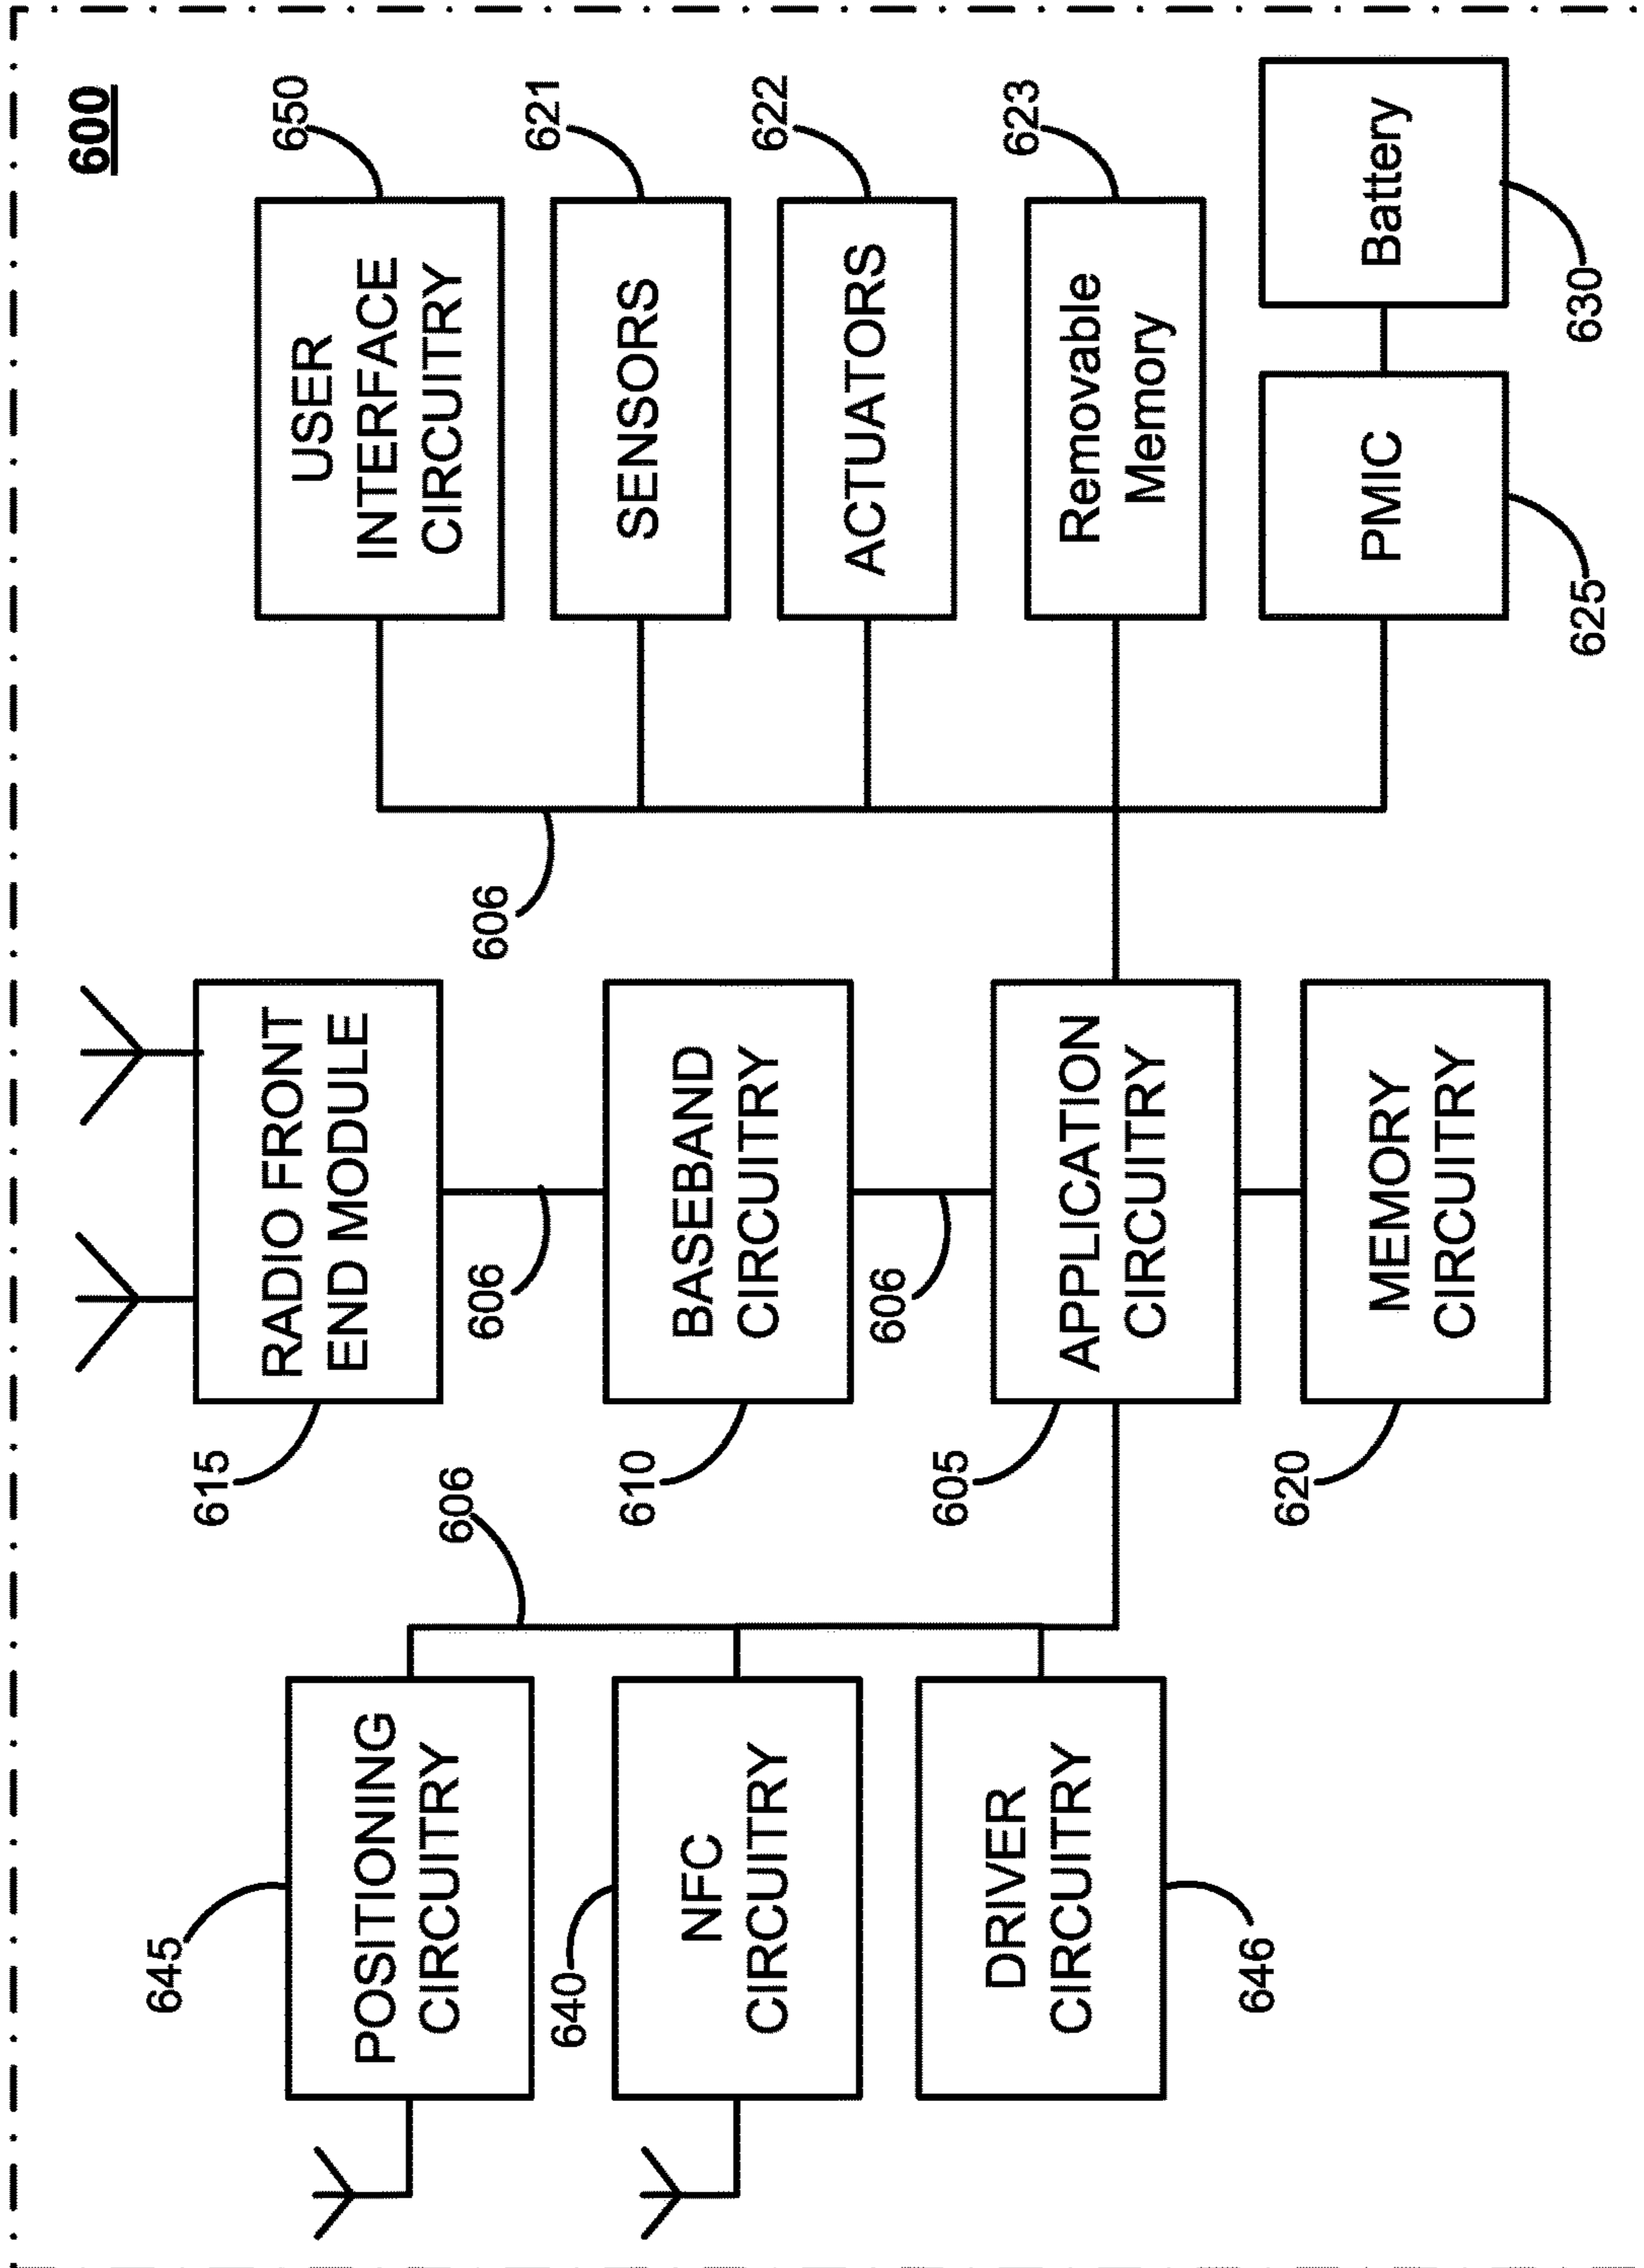 600
645
POSITIONING
CIRCUITRY
640
NFC
CIRCUITRY
DRIVER
CIRCUITRY
646
606
615
RADIO FRONT
END MODULE
606
610
BASEBAND
CIRCUITRY
606
605
APPLICATION
CIRCUITRY
620
MEMORY
CIRCUITRY
606
650
USER
INTERFACE
CIRCUITRY
621
SENSORS
622
ACTUATORS
623
Removable
Memory
PMIC
625
Battery
630